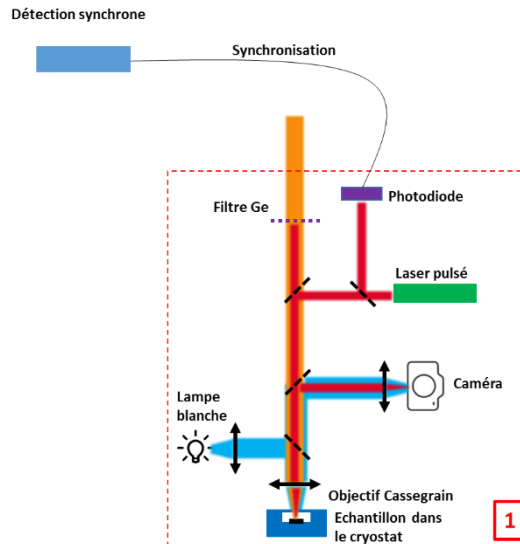 Détection synchrone
Synchronisation
Filtre Ge
Photodiode
Laser pulsé
Caméra
Lampe
blanche
Objectif Cassegrain
Echantillon dans
le cryostat
1